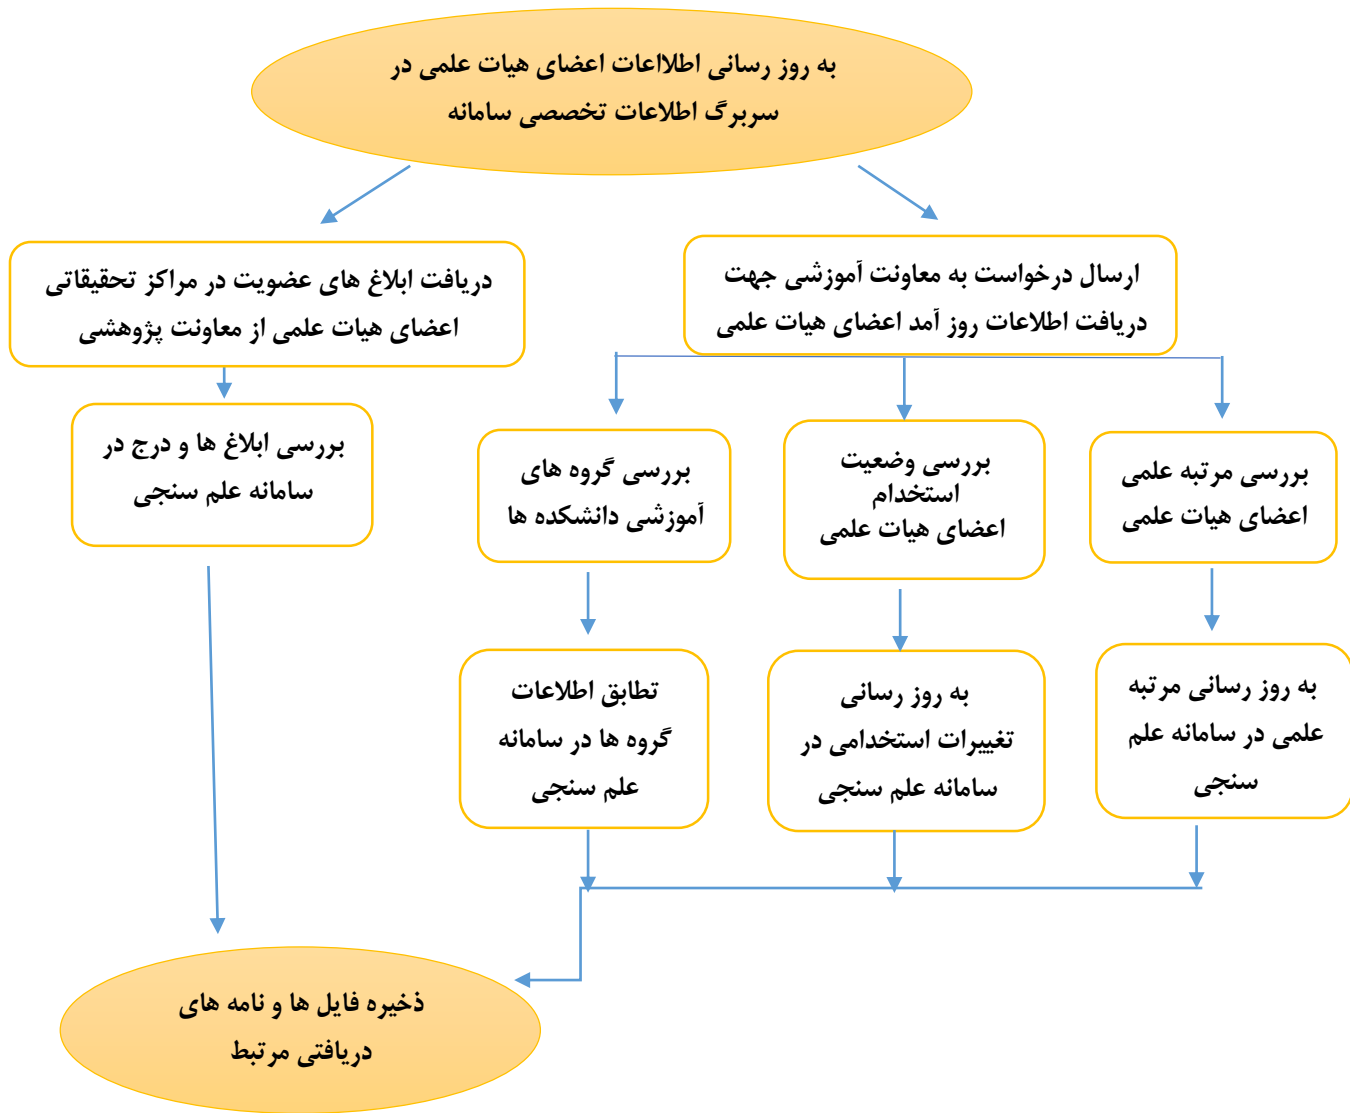 به روز رسانی اطلااعات اعضای هیات علمی در
سربرگ اطلاعات تخصصی سامانه
ارسال درخواست به معاونت آموزشی جهت
دریافت اطلاعات روز آمد اعضای هیات علمی
دریافت ابلاغ های عضویت در مراکز تحقیقاتی
اعضای هیات علمی از معاونت پژوهشی
بررسی مرتبه علمی
اعضای هیات علمی
بررسی وضعیت
استخدام
اعضای هیات علمی
بررسی گروه های
آموزشی دانشکده ها
بررسی ابلاغ ها و درج در
سامانه علم سنجی
به روز رسانی مرتبه
علمی در سامانه علم
سنجی
به روز رسانی
تغییرات استخدامی در
سامانه علم سنجی
تطابق اطلاعات
گروه ها در سامانه
علم سنجی
ذخیره فایل ها و نامه های
دریافتی مرتبط